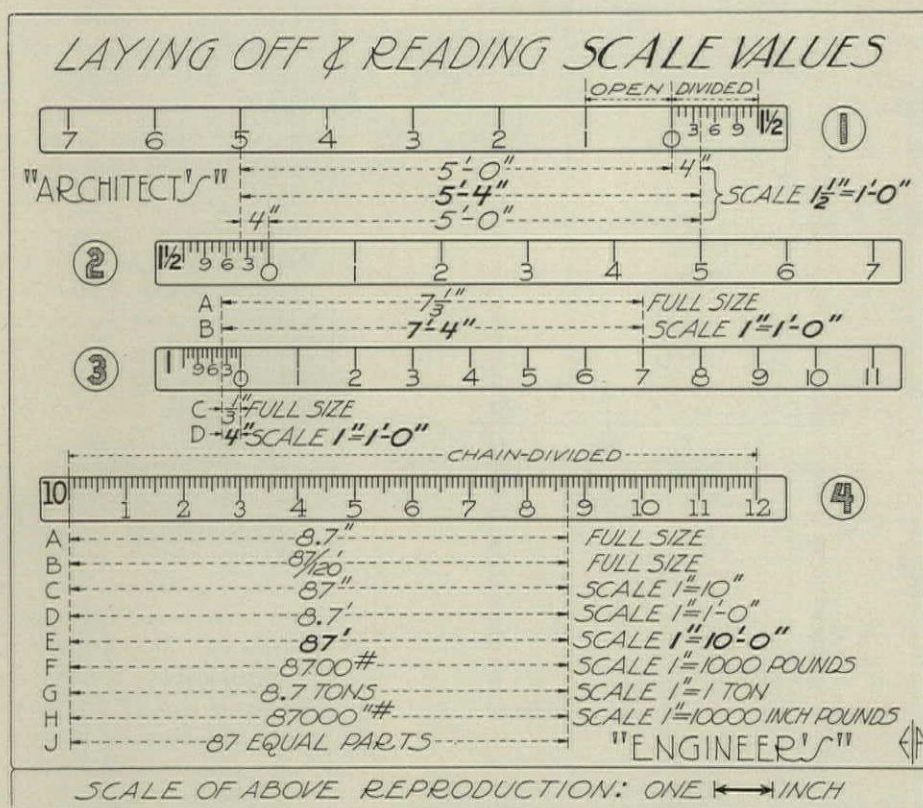 LAYING OFF & READING SCALE VALUES
OPEN DIVIDED
7 6 5 4 3 2 1 0 3 6 9 1½ 1
"ARCHITECT'S"
5'-0" 4"
5'-4" SCALE 1½"=1'-0"
4" 5'-0"
2 1½ 9 6 3 0 1 2 3 4 5 6 7
A 7⅓" FULL SIZE
B 7'-4" SCALE 1"=1'-0"
3 1 9 6 3 0 1 2 3 4 5 6 7 8 9 10 11
C ⅓" FULL SIZE
D 4" SCALE 1"=1'-0"
CHAIN-DIVIDED
10 1 2 3 4 5 6 7 8 9 10 11 12 4
A 8.7" FULL SIZE
B 87/120' FULL SIZE
C 87" SCALE 1"=10"
D 8.7' SCALE 1"=1'-0"
E 87' SCALE 1"=10'-0"
F 8700# SCALE 1"=1000 POUNDS
G 8.7 TONS SCALE 1"=1 TON
H 87000"# SCALE 1"=10000 INCH POUNDS
J 87 EQUAL PARTS "ENGINEER'S"
SCALE OF ABOVE REPRODUCTION: ONE INCH